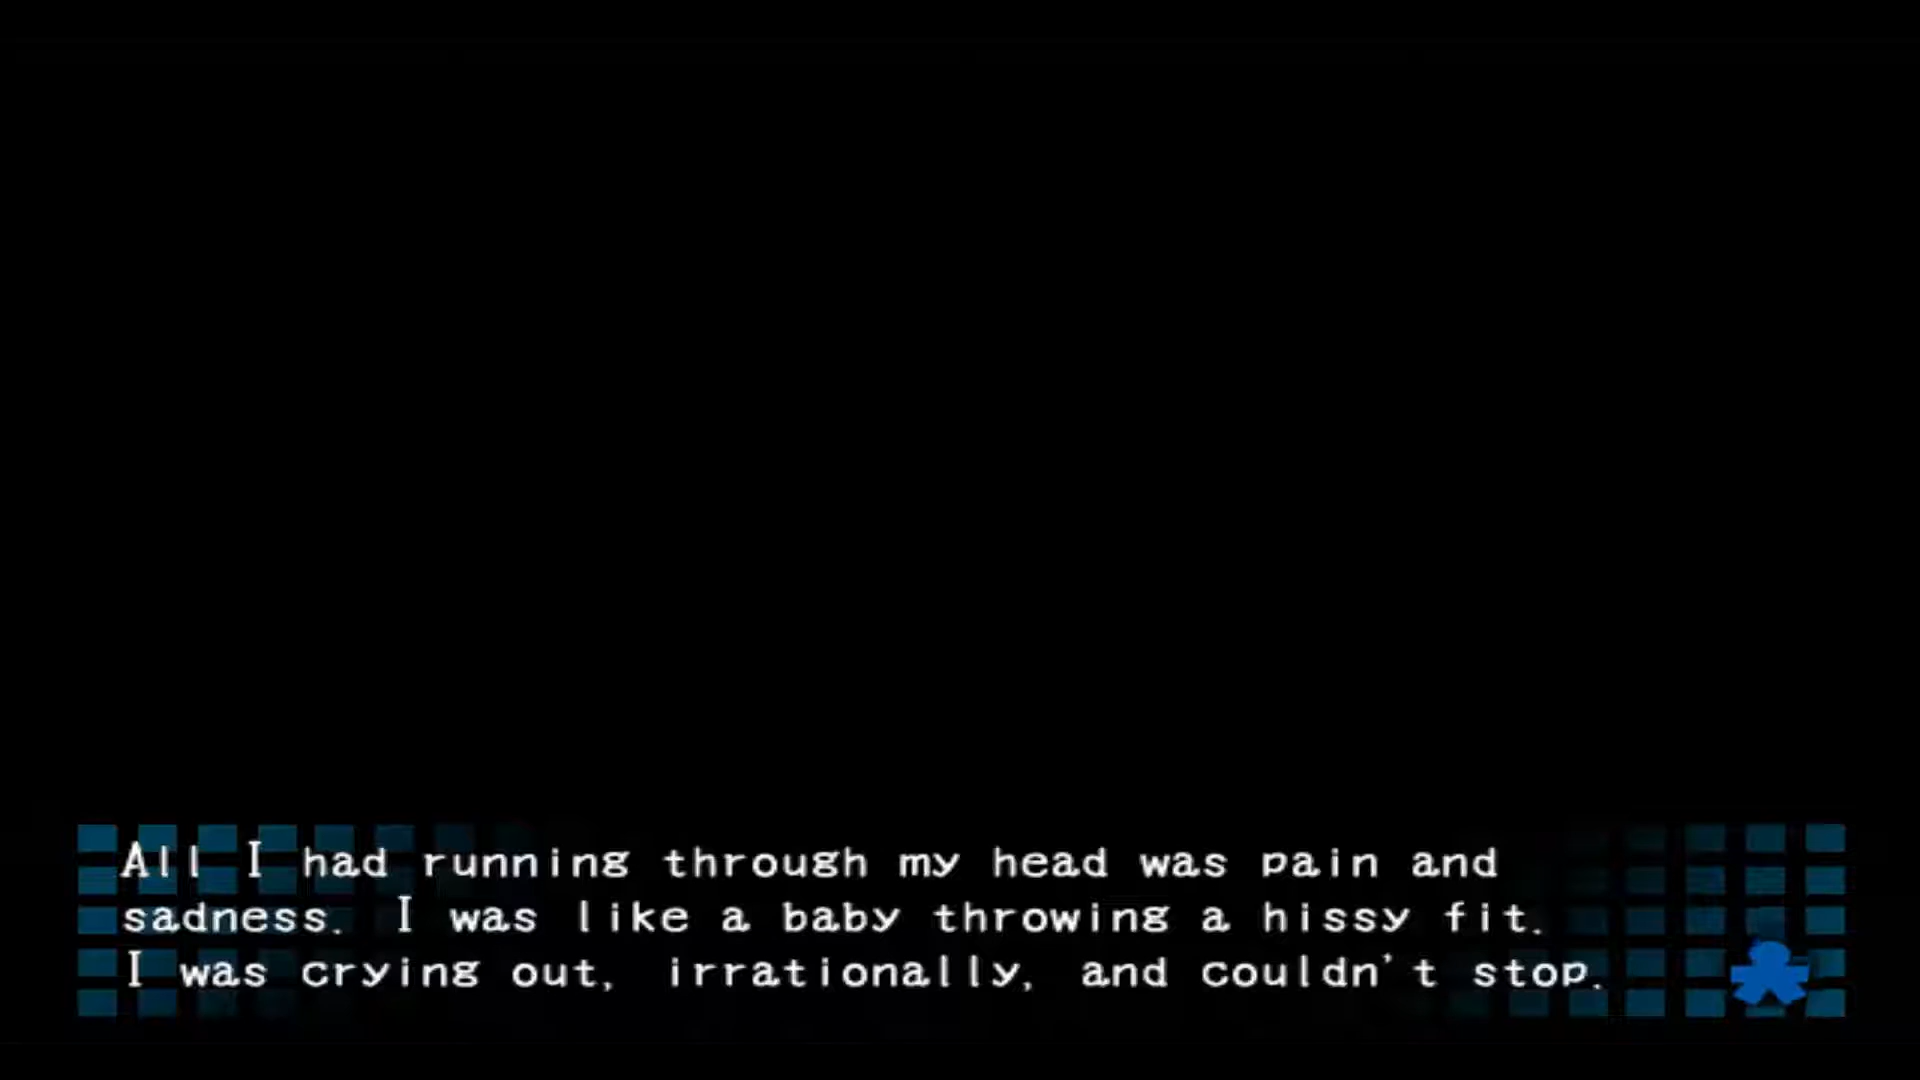 All I had running through my head was pain and
sadness. I was like a baby throwing a hissy fit.
I was crying out, irrationally, and couldn't stop.